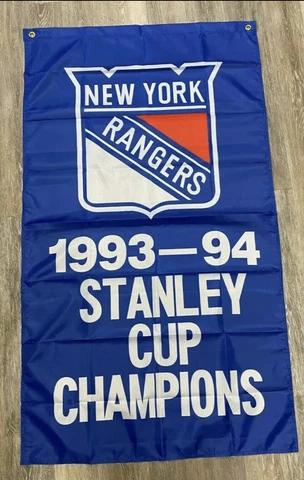 NEW YORK
RANGERS
1993—94
STANLEY
CUP
CHAMPIONS